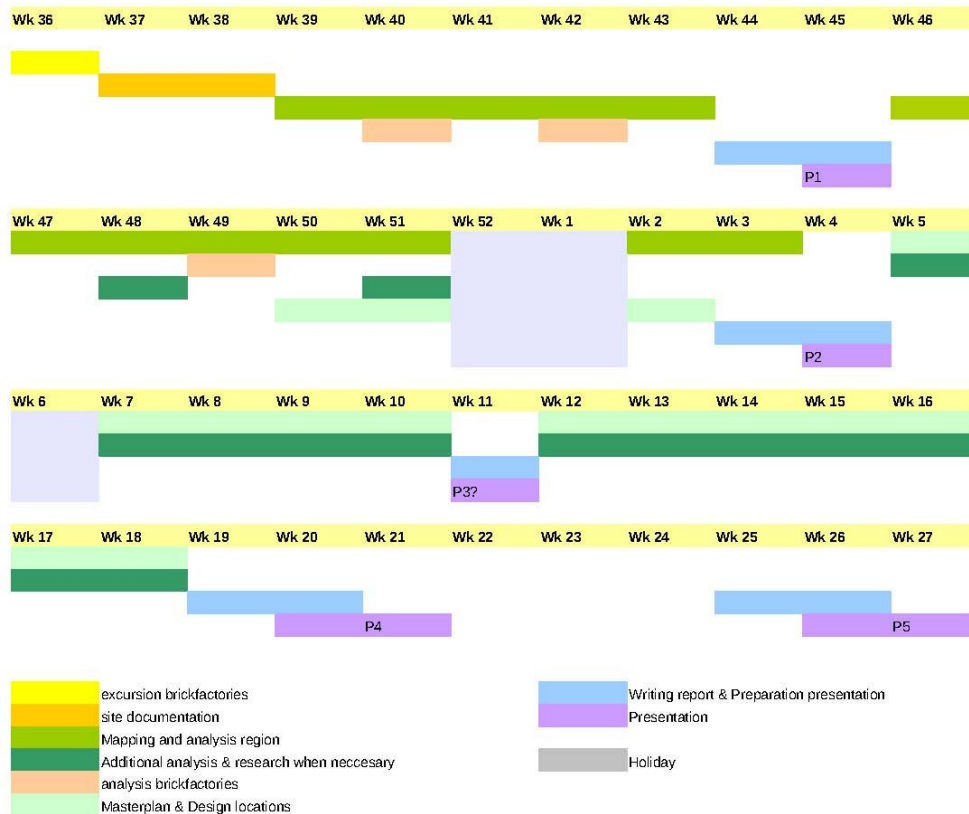 Wk 36 Wk 37 Wk 38 Wk 39 Wk 40 Wk 41 Wk 42 Wk 43 Wk 44 Wk 45 Wk 46
P1
Wk 47 Wk 48 Wk 49 Wk 50 Wk 51 Wk 52 Wk 1 Wk 2 Wk 3 Wk 4 Wk 5
P2
Wk 6 Wk 7 Wk 8 Wk 9 Wk 10 Wk 11 Wk 12 Wk 13 Wk 14 Wk 15 Wk 16
P3?
Wk 17 Wk 18 Wk 19 Wk 20 Wk 21 Wk 22 Wk 23 Wk 24 Wk 25 Wk 26 Wk 27
P4 P5
excursion brickfactories
site documentation
Mapping and analysis region
Additional analysis & research when neccesary
analysis brickfactories
Masterplan & Design locations
Writing report & Preparation presentation
Presentation
Holiday